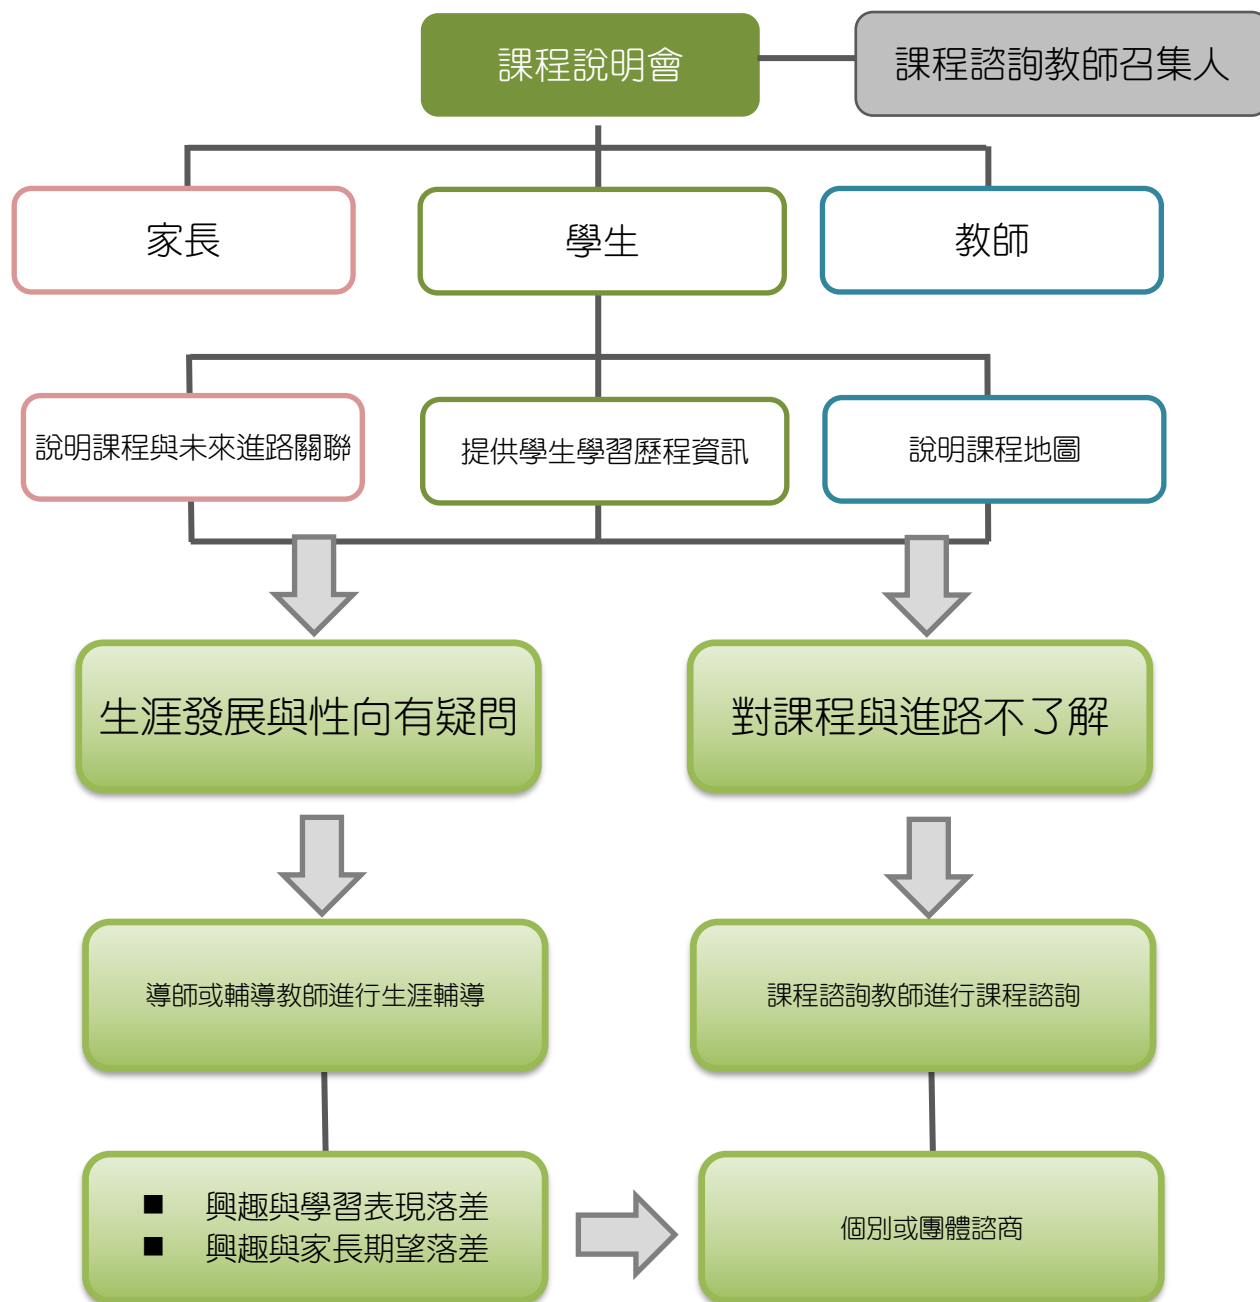 課程說明會
課程諮詢教師召集人
家長
學生
教師
說明課程與未來進路關聯
提供學生學習歷程資訊
說明課程地圖
生涯發展與性向有疑問
對課程與進路不了解
導師或輔導教師進行生涯輔導
課程諮詢教師進行課程諮詢
■ 興趣與學習表現落差
■ 興趣與家長期望落差
個別或團體諮商